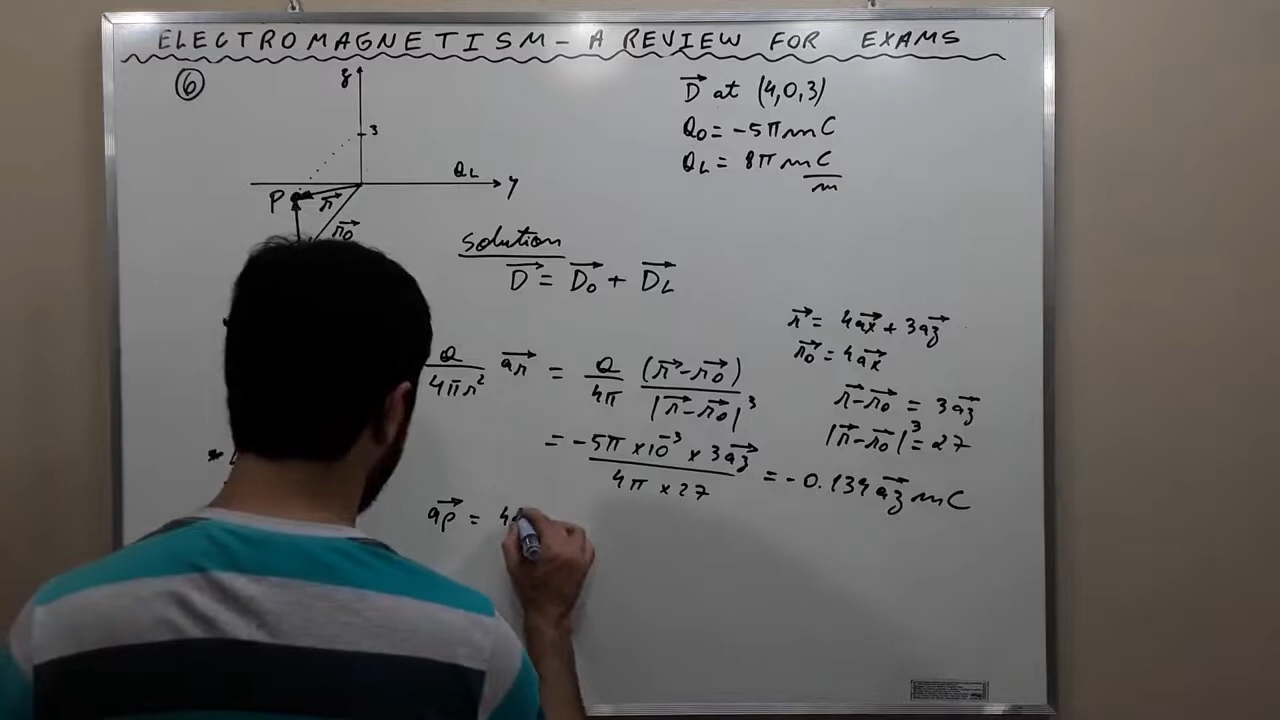 ELECTROMAGNETISM - A REVIEW FOR EXAMS
6
z
3
QL
y
P
r⃗
r0⃗
D⃗ at (4,0,3)
Q0 = -5π mC
QL = 8π mC/m
solution
D⃗ = D0⃗ + DL⃗
r⃗ = 4ax⃗ + 3az⃗
r0⃗ = 4ax⃗
r⃗ - r0⃗ = 3az⃗
|r⃗ - r0⃗|³ = 27
Q/4πr² ar⃗ = Q/4π (r⃗ - r0⃗)/|r⃗ - r0⃗|³
= -5π x 10⁻³ x 3az⃗ / 4π x 27 = -0.139 az⃗ mC
aρ⃗ = 4